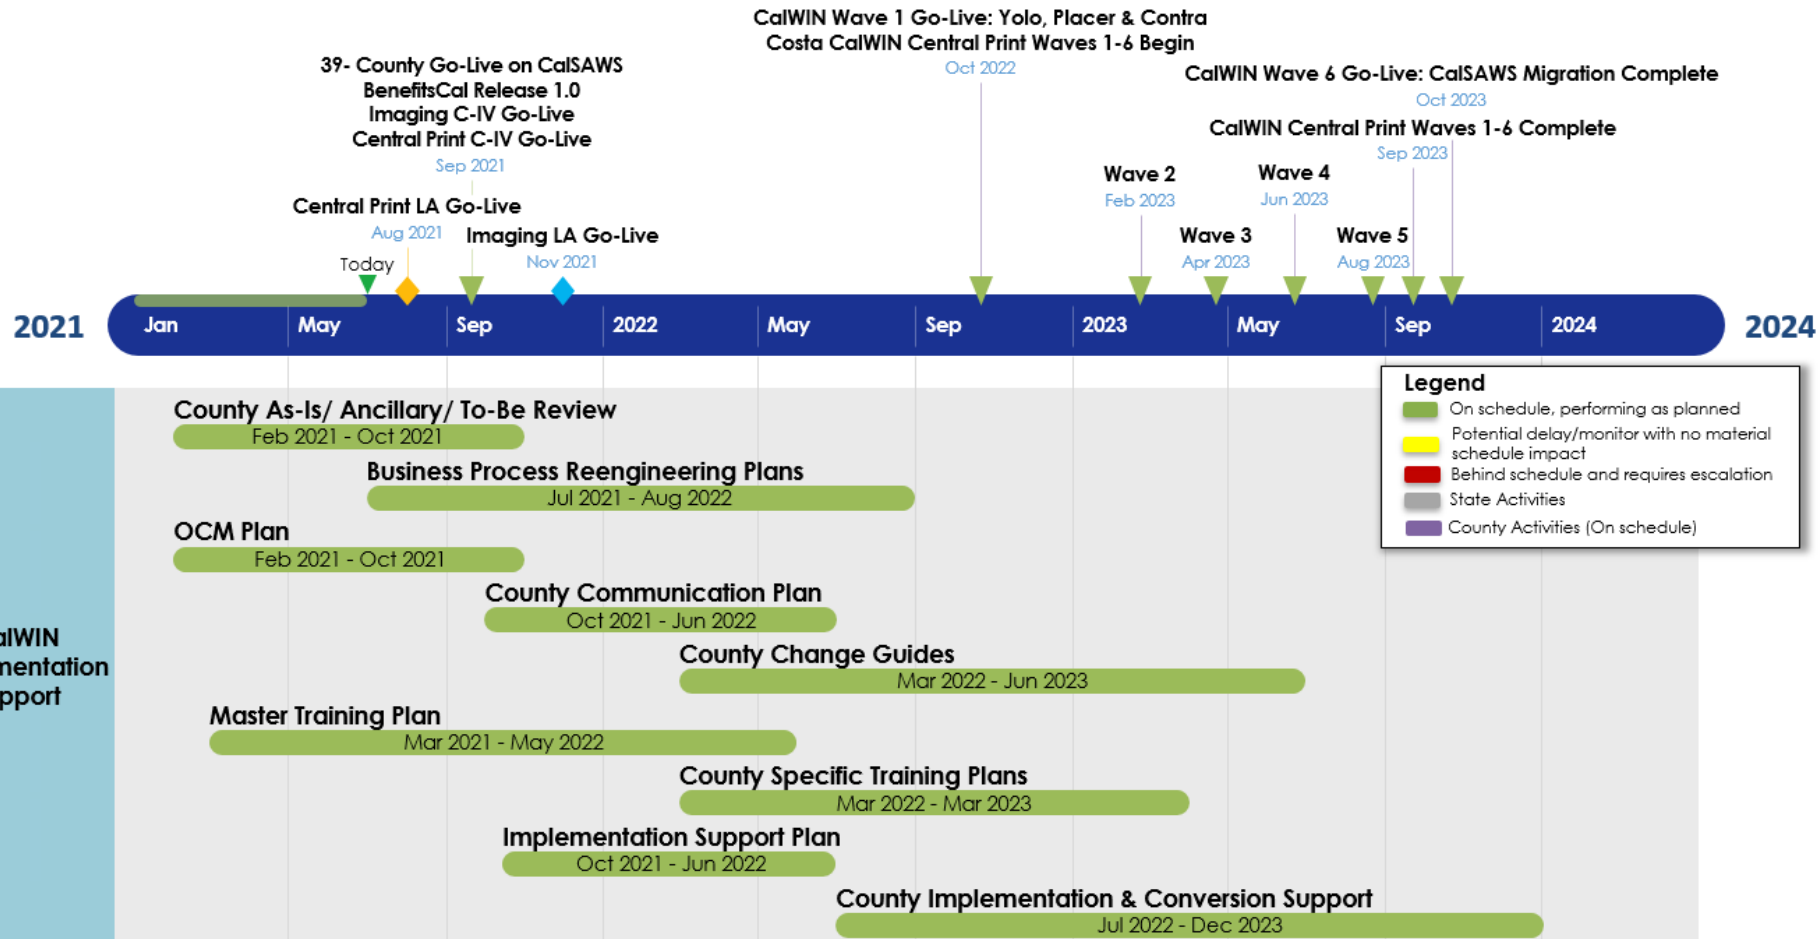 CalWIN Wave 1 Go-Live: Yolo, Placer & Contra
Costa CalWIN Central Print Waves 1-6 Begin
Oct 2022
39- County Go-Live on CalSAWS
BenefitsCal Release 1.0
Imaging C-IV Go-Live
Central Print C-IV Go-Live
Sep 2021
CalWIN Wave 6 Go-Live: CalSAWS Migration Complete
Oct 2023
CalWIN Central Print Waves 1-6 Complete
Sep 2023
Wave 2
Feb 2023
Wave 4
Jun 2023
Central Print LA Go-Live
Aug 2021
Imaging LA Go-Live
Nov 2021
Wave 3
Apr 2023
Wave 5
Aug 2023
Today
2021
Jan
May
Sep
2022
May
Sep
2023
May
Sep
2024
2024
Legend
On schedule, performing as planned
Potential delay/monitor with no material
schedule impact
Behind schedule and requires escalation
State Activities
County Activities (On schedule)
alWIN
mentation
pport
County As-Is/ Ancillary/ To-Be Review
Feb 2021 - Oct 2021
Business Process Reengineering Plans
Jul 2021 - Aug 2022
OCM Plan
Feb 2021 - Oct 2021
County Communication Plan
Oct 2021 - Jun 2022
County Change Guides
Mar 2022 - Jun 2023
Master Training Plan
Mar 2021 - May 2022
County Specific Training Plans
Mar 2022 - Mar 2023
Implementation Support Plan
Oct 2021 - Jun 2022
County Implementation & Conversion Support
Jul 2022 - Dec 2023